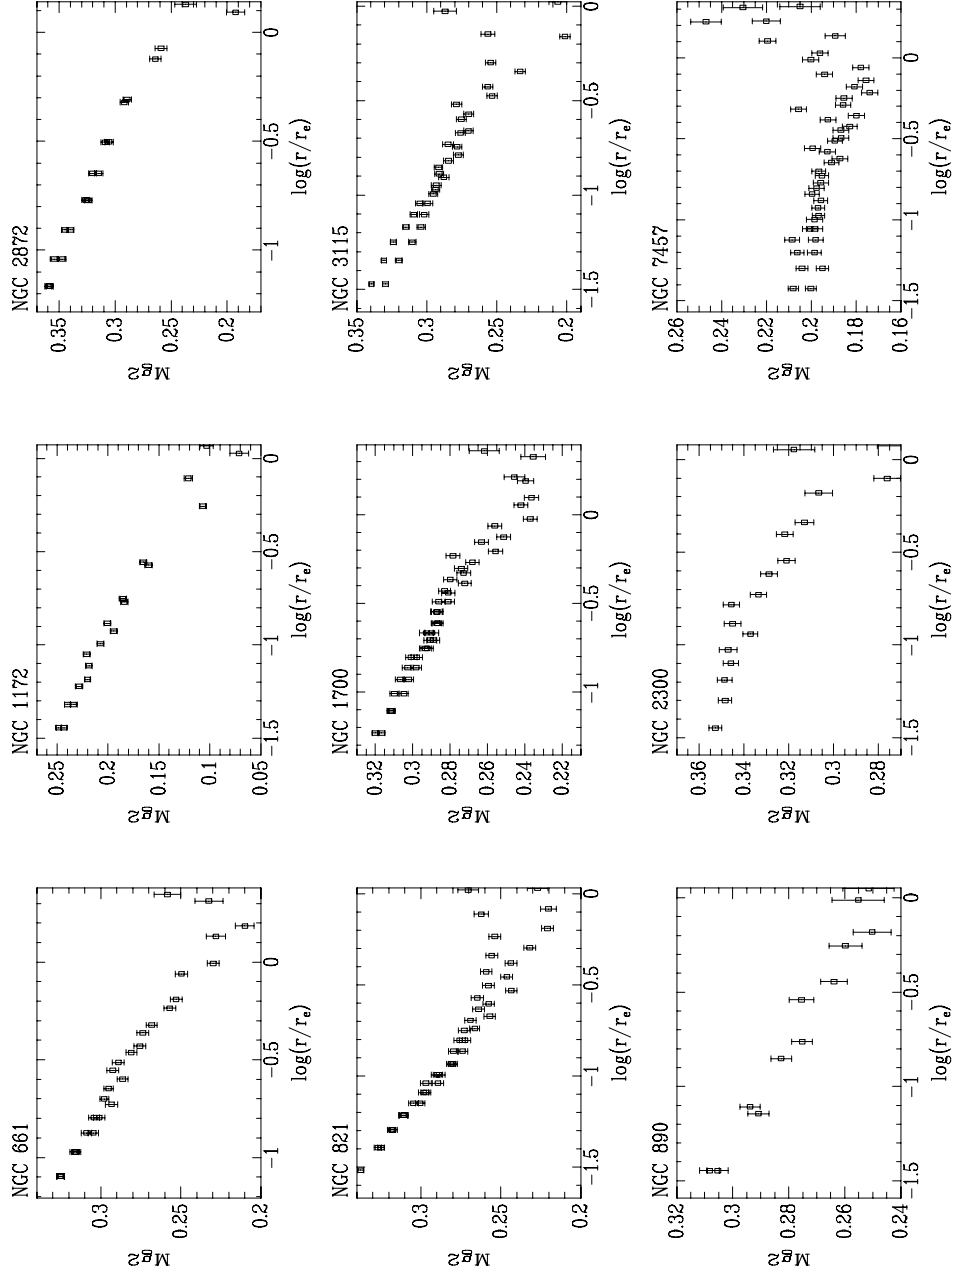 NGC 661
Mg2
0.3
0.25
0.2
−1 −0.5 0
log(r/re)
NGC 1172
Mg2
0.25
0.2
0.15
0.1
0.05
−1.5 −1 −0.5 0
log(r/re)
NGC 2872
Mg2
0.35
0.3
0.25
0.2
−1 −0.5 0
log(r/re)
NGC 821
Mg2
0.3
0.25
0.2
−1.5 −1 −0.5 0
log(r/re)
NGC 1700
Mg2
0.32
0.3
0.28
0.26
0.24
0.22
−1 −0.5 0
log(r/re)
NGC 3115
Mg2
0.35
0.3
0.25
0.2
−1.5 −1 −0.5 0
log(r/re)
NGC 890
Mg2
0.32
0.3
0.28
0.26
0.24
−1.5 −1 −0.5 0
log(r/re)
NGC 2300
Mg2
0.36
0.34
0.32
0.3
0.28
−1.5 −1 −0.5 0
log(r/re)
NGC 7457
Mg2
0.26
0.24
0.22
0.2
0.18
0.16
−1.5 −1 −0.5 0
log(r/re)